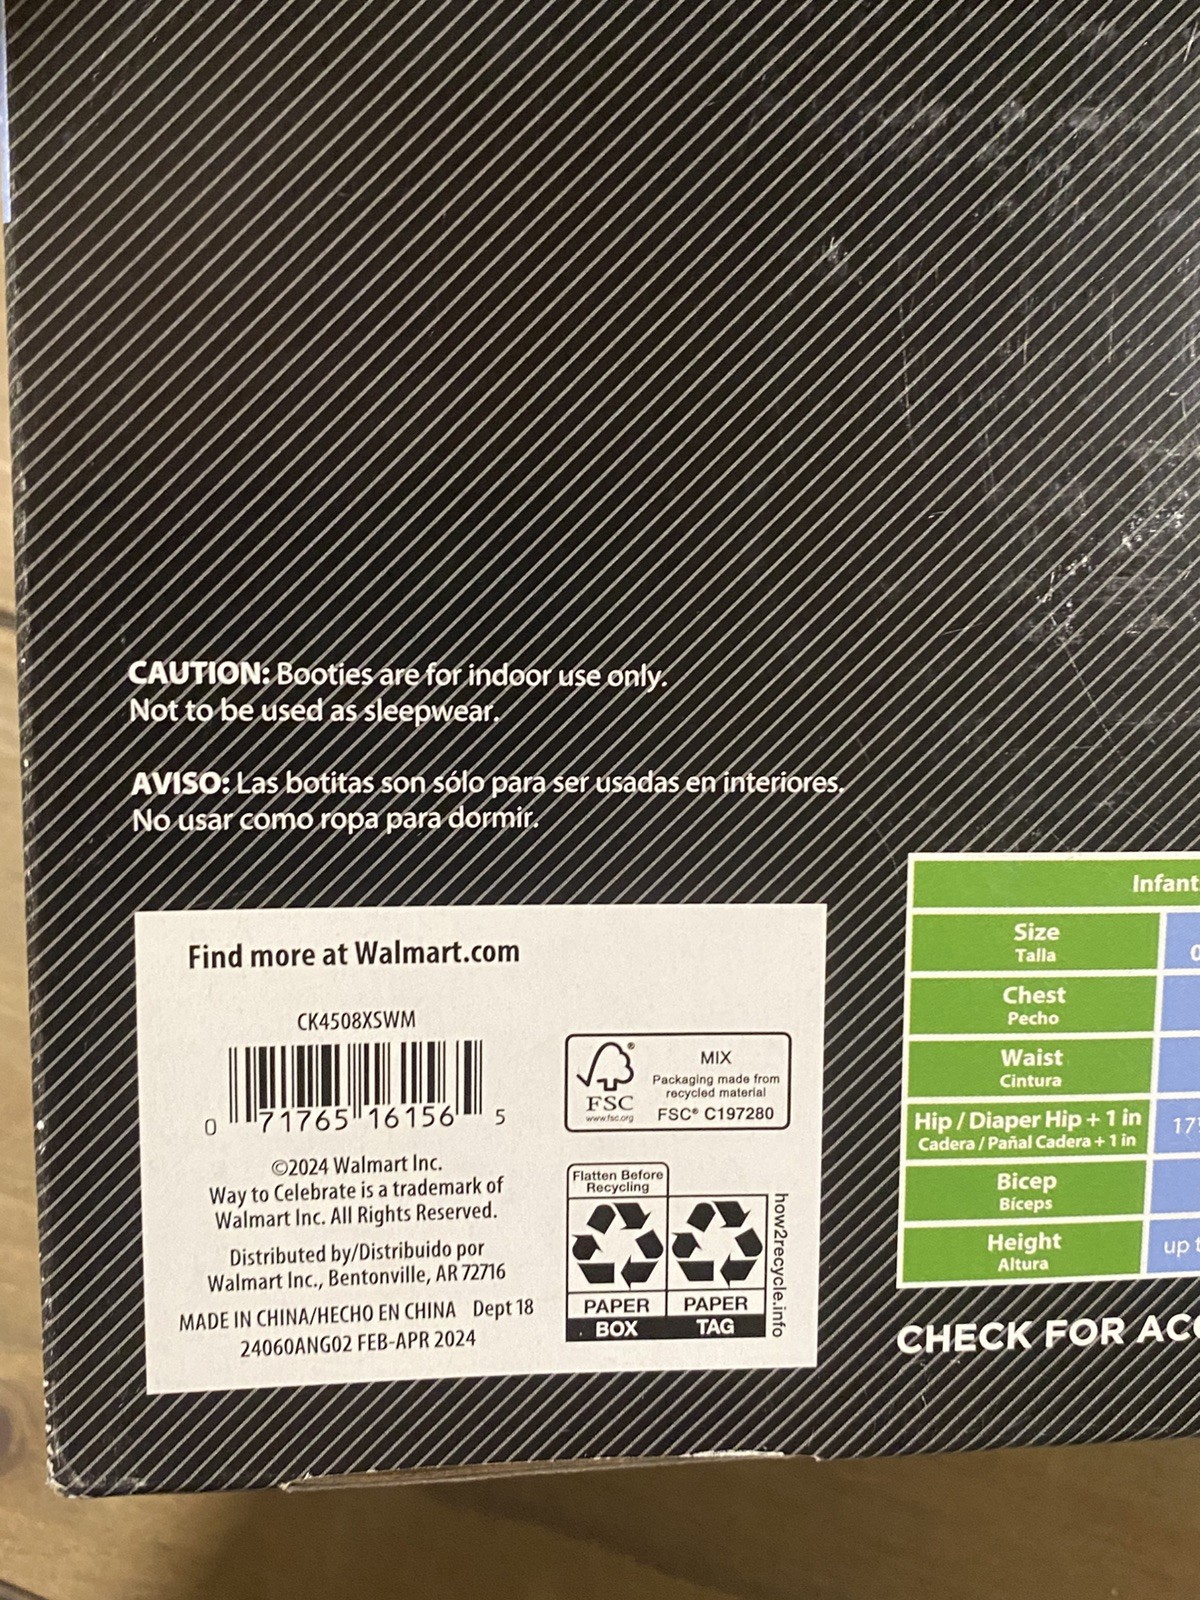 CAUTION: Booties are for indoor use only.
Not to be used as sleepwear.
AVISO: Las botitas son sólo para ser usadas en interiores.
No usar como ropa para dormir.
Find more at Walmart.com
CK4508XSWM
0 71765 16156 5
©2024 Walmart Inc.
Way to Celebrate is a trademark of
Walmart Inc. All Rights Reserved.
Distributed by/Distribuido por
Walmart Inc., Bentonville, AR 72716
MADE IN CHINA/HECHO EN CHINA Dept 18
24060ANG02 FEB-APR 2024
FSC
www.fsc.org
MIX
Packaging made from
recycled material
FSC® C197280
Flatten Before
Recycling
PAPER
BOX
PAPER
TAG
how2recycle.info
Infant
Size
Talla
Chest
Pecho
Waist
Cintura
Hip / Diaper Hip + 1 in
Cadera / Pañal Cadera + 1 in
17
Bicep
Bíceps
Height
Altura
up
CHECK FOR